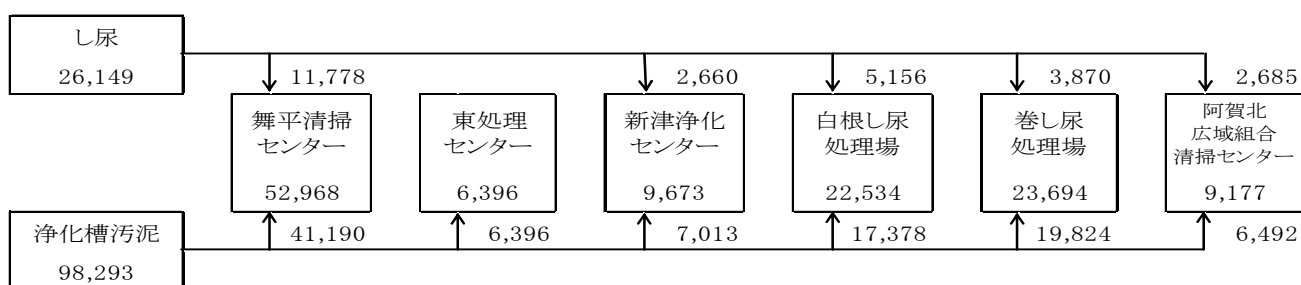 し尿
26,149
11,778
2,660
5,156
3,870
2,685
舞平清掃
センター
52,968
東処理
センター
6,396
新津浄化
センター
9,673
白根し尿
処理場
22,534
巻し尿
処理場
23,694
阿賀北
広域組合
清掃センター
9,177
浄化槽汚泥
98,293
41,190
6,396
7,013
17,378
19,824
6,492